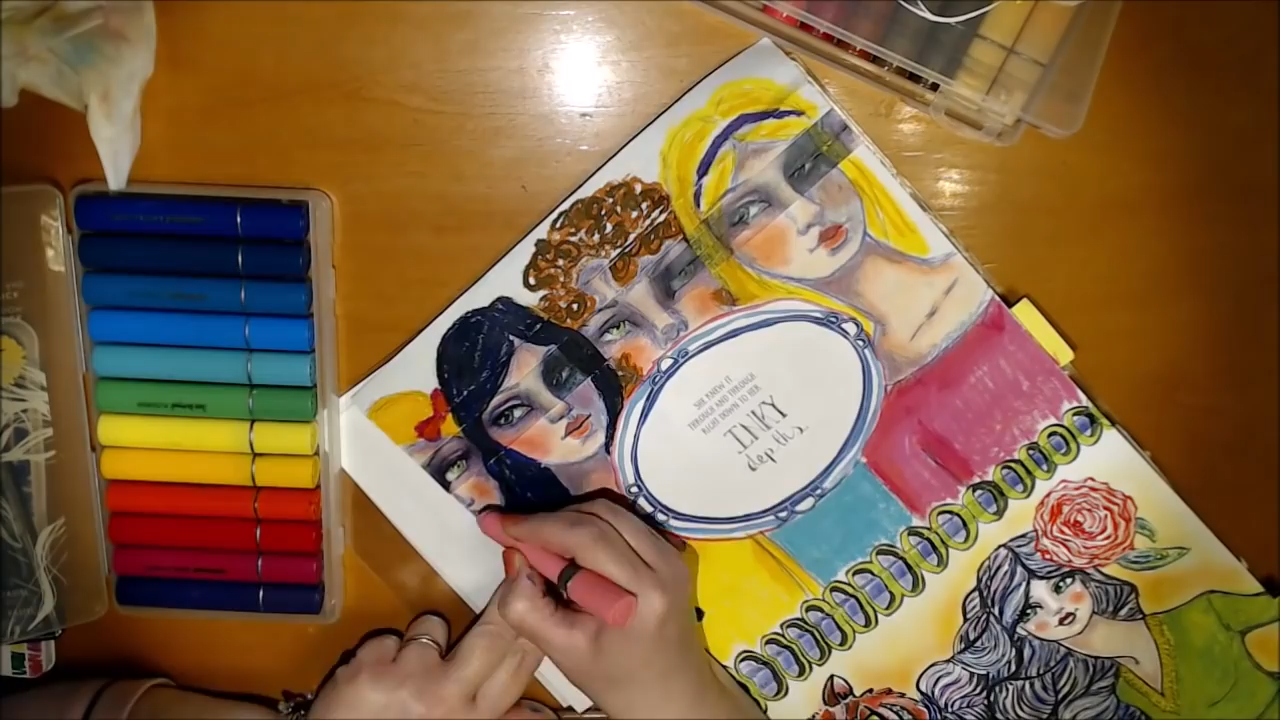 SHE KNEW IT
THROUGH AND THROUGH
RIGHT DOWN TO HER
INKY
depths.